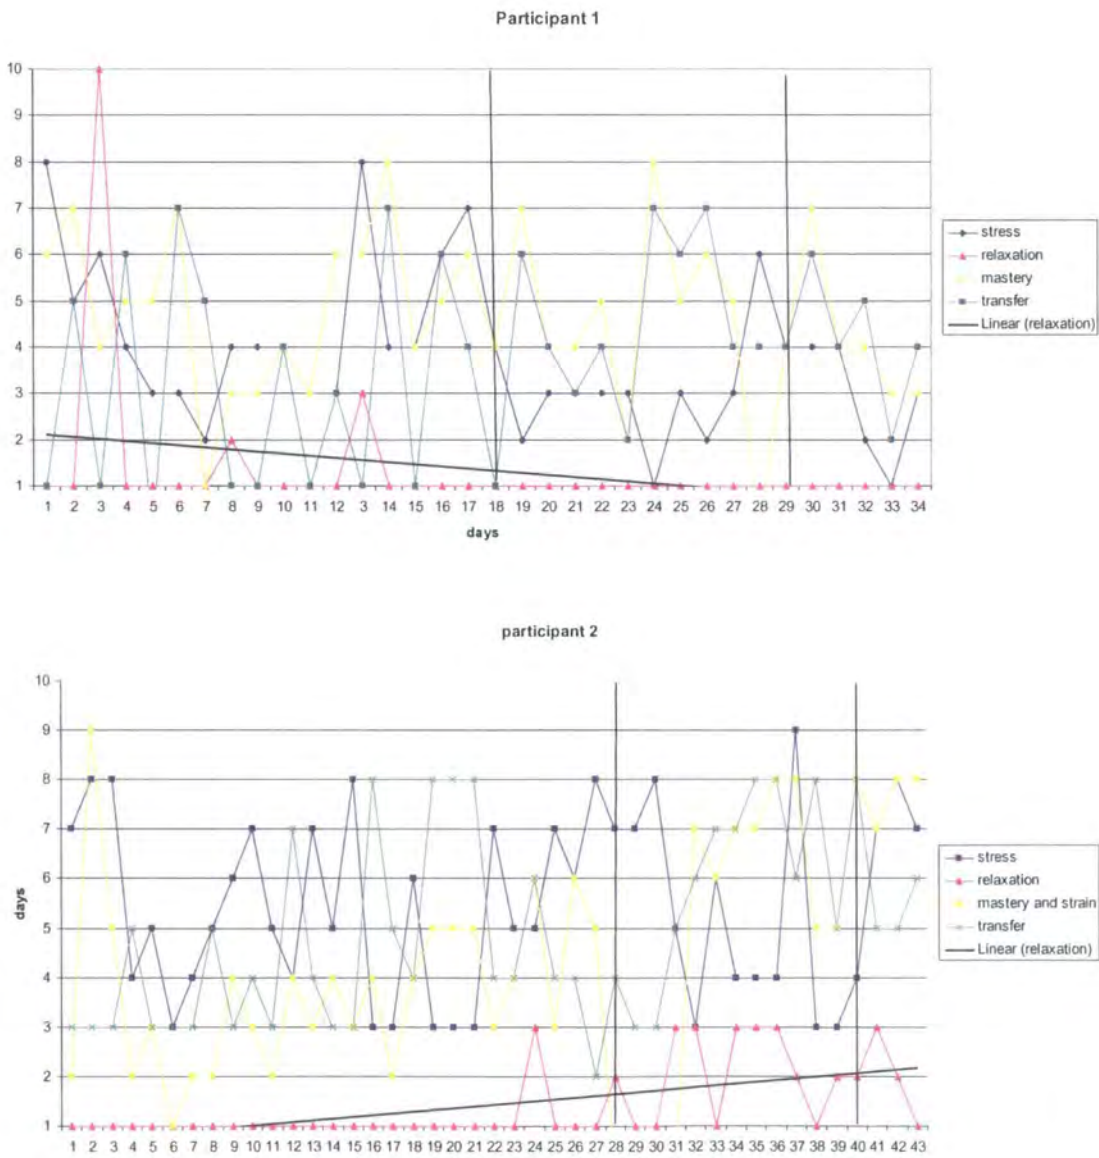 Participant 1
10
9
8
7
6
5
4
3
2
1
1 2 3 4 5 6 7 8 9 10 11 12 3 14 15 16 17 18 19 20 21 22 23 24 25 26 27 28 29 30 31 32 33 34
days
stress
relaxation
mastery
transfer
Linear (relaxation)
participant 2
10
9
8
7
6
5
4
3
2
1
days
1 2 3 4 5 6 7 8 9 10 11 12 13 14 15 16 17 18 19 20 21 22 23 24 25 26 27 28 29 30 31 32 33 34 35 36 37 38 39 40 41 42 43
stress
relaxation
mastery and strain
transfer
Linear (relaxation)